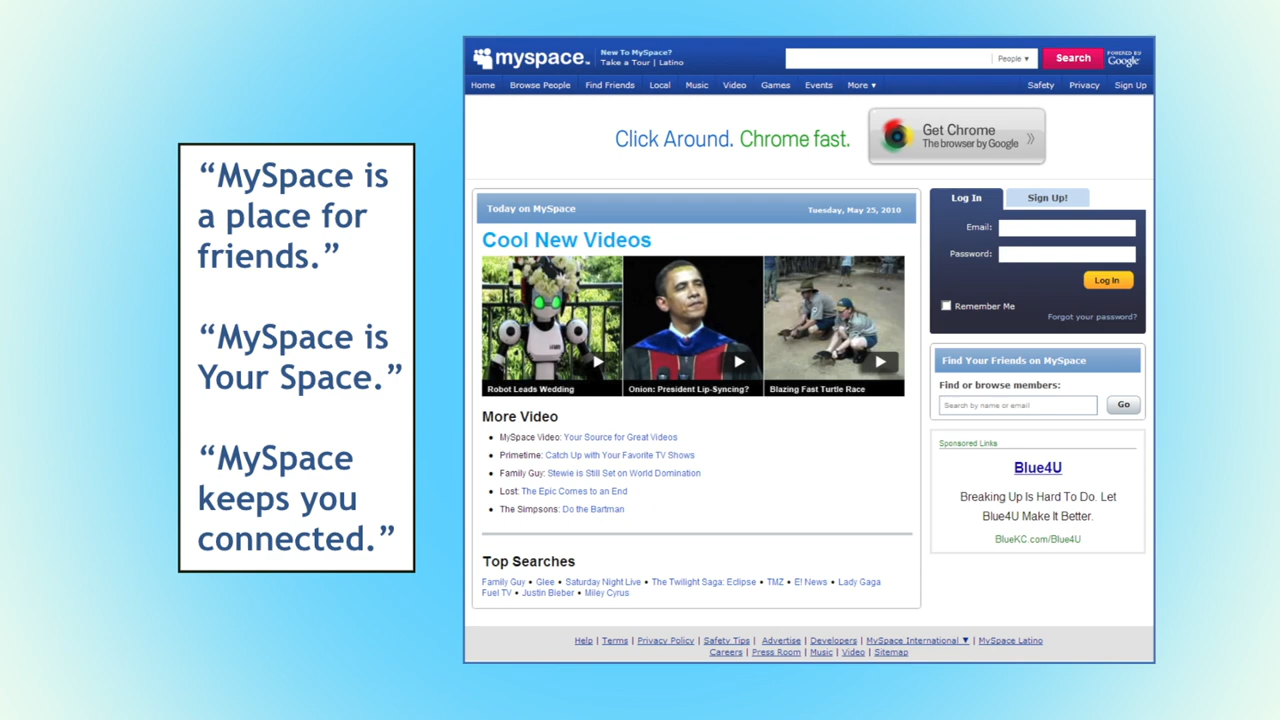 “MySpace is
a place for
friends.”
“MySpace is
Your Space.”
“MySpace
keeps you
connected.”
myspace.
New To MySpace?
Take a Tour | Latino
People ▾
Search
POWERED BY
Google
Home Browse People Find Friends Local Music Video Games Events More ▾ Safety Privacy Sign Up
Click Around. Chrome fast.
Get Chrome
The browser by Google »
Today on MySpace Tuesday, May 25, 2010
Cool New Videos
Robot Leads Wedding Onion: President Lip-Syncing? Blazing Fast Turtle Race
More Video
• MySpace Video: Your Source for Great Videos
• Primetime: Catch Up with Your Favorite TV Shows
• Family Guy: Stewie is Still Set on World Domination
• Lost: The Epic Comes to an End
• The Simpsons: Do the Bartman
Top Searches
Family Guy • Glee • Saturday Night Live • The Twilight Saga: Eclipse • TMZ • E! News • Lady Gaga
Fuel TV • Justin Bieber • Miley Cyrus
Log In Sign Up!
Email:
Password:
Log In
Remember Me
Forgot your password?
Find Your Friends on MySpace
Find or browse members:
Search by name or email Go
Sponsored Links
Blue4U
Breaking Up Is Hard To Do. Let
Blue4U Make It Better.
BlueKC.com/Blue4U
Help | Terms | Privacy Policy | Safety Tips | Advertise | Developers | MySpace International ▼ | MySpace Latino
Careers | Press Room | Music | Video | Sitemap